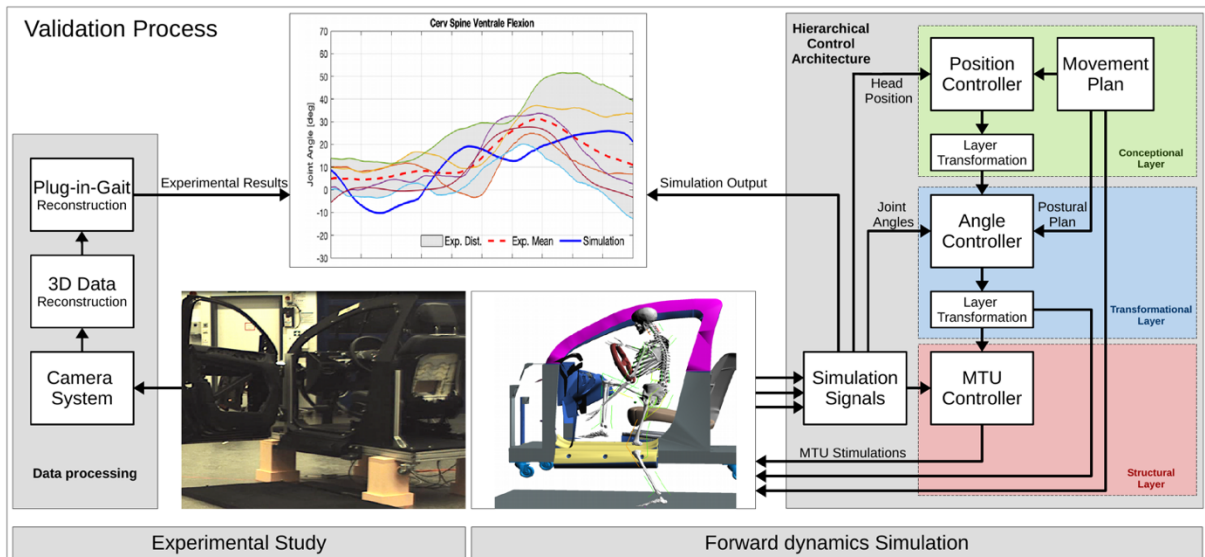 Validation Process
Cerv Spine Ventrale Flexion
Joint Angle [deg]
70
60
50
40
30
20
10
0
-10
-20
-30
Exp. Dist.
Exp. Mean
Simulation
Plug-in-Gait
Reconstruction
Experimental Results
3D Data
Reconstruction
Camera
System
Data processing
Simulation Output
Hierarchical
Control
Architecture
Head
Position
Position
Controller
Movement
Plan
Layer
Transformation
Conceptional
Layer
Joint
Angles
Angle
Controller
Postural
Plan
Layer
Transformation
Transformational
Layer
Simulation
Signals
MTU
Controller
MTU Stimulations
Structural
Layer
Experimental Study
Forward dynamics Simulation